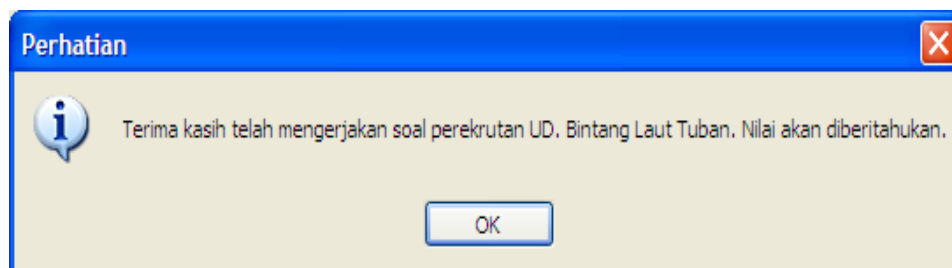 Perhatian
Terima kasih telah mengerjakan soal perekrutan UD. Bintang Laut Tuban. Nilai akan diberitahukan.
OK